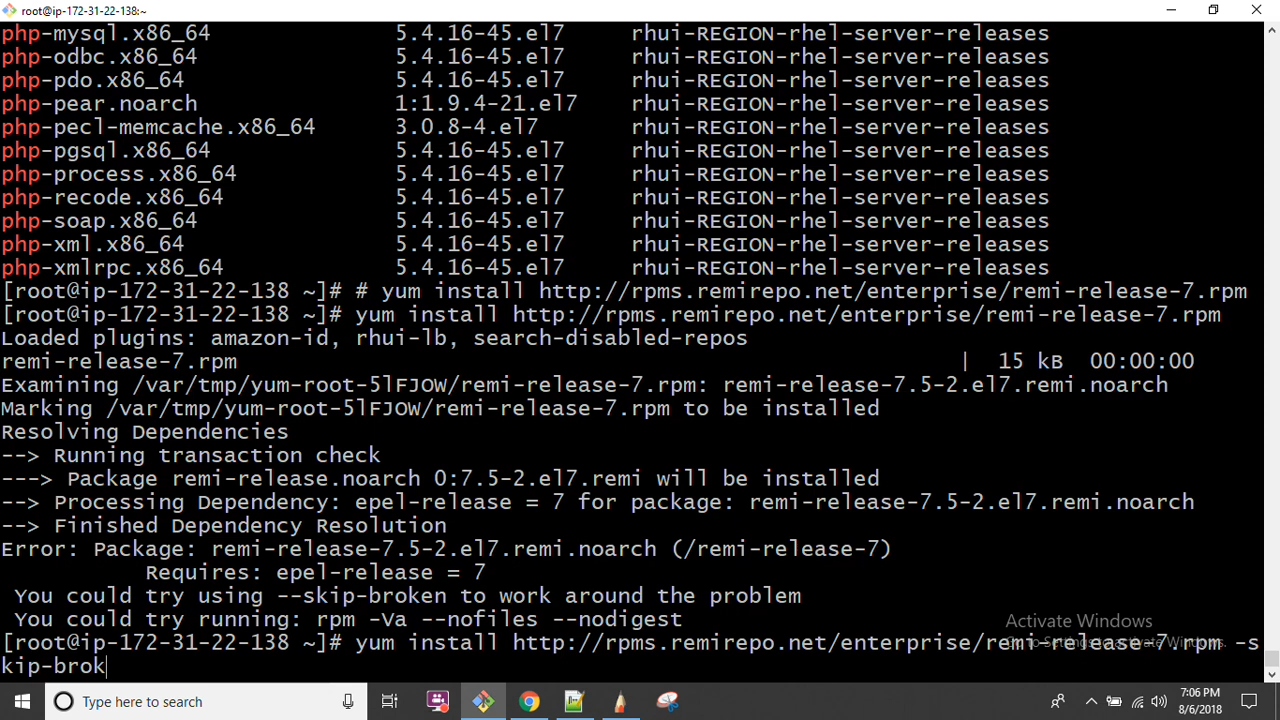 root@ip-172-31-22-138:~
php-mysql.x86_64 5.4.16-45.el7 rhui-REGION-rhel-server-releases
php-odbc.x86_64 5.4.16-45.el7 rhui-REGION-rhel-server-releases
php-pdo.x86_64 5.4.16-45.el7 rhui-REGION-rhel-server-releases
php-pear.noarch 1:1.9.4-21.el7 rhui-REGION-rhel-server-releases
php-pecl-memcache.x86_64 3.0.8-4.el7 rhui-REGION-rhel-server-releases
php-pgsql.x86_64 5.4.16-45.el7 rhui-REGION-rhel-server-releases
php-process.x86_64 5.4.16-45.el7 rhui-REGION-rhel-server-releases
php-recode.x86_64 5.4.16-45.el7 rhui-REGION-rhel-server-releases
php-soap.x86_64 5.4.16-45.el7 rhui-REGION-rhel-server-releases
php-xml.x86_64 5.4.16-45.el7 rhui-REGION-rhel-server-releases
php-xmlrpc.x86_64 5.4.16-45.el7 rhui-REGION-rhel-server-releases
[root@ip-172-31-22-138 ~]# # yum install http://rpms.remirepo.net/enterprise/remi-release-7.rpm
[root@ip-172-31-22-138 ~]# yum install http://rpms.remirepo.net/enterprise/remi-release-7.rpm
Loaded plugins: amazon-id, rhui-lb, search-disabled-repos
remi-release-7.rpm | 15 kB 00:00:00
Examining /var/tmp/yum-root-5lFJOW/remi-release-7.rpm: remi-release-7.5-2.el7.remi.noarch
Marking /var/tmp/yum-root-5lFJOW/remi-release-7.rpm to be installed
Resolving Dependencies
--> Running transaction check
---> Package remi-release.noarch 0:7.5-2.el7.remi will be installed
--> Processing Dependency: epel-release = 7 for package: remi-release-7.5-2.el7.remi.noarch
--> Finished Dependency Resolution
Error: Package: remi-release-7.5-2.el7.remi.noarch (/remi-release-7)
Requires: epel-release = 7
You could try using --skip-broken to work around the problem
You could try running: rpm -Va --nofiles --nodigest
Activate Windows
Go to Settings to activate Windows.
[root@ip-172-31-22-138 ~]# yum install http://rpms.remirepo.net/enterprise/remi-release-7.rpm -s
kip-brok
Type here to search
7:06 PM
8/6/2018